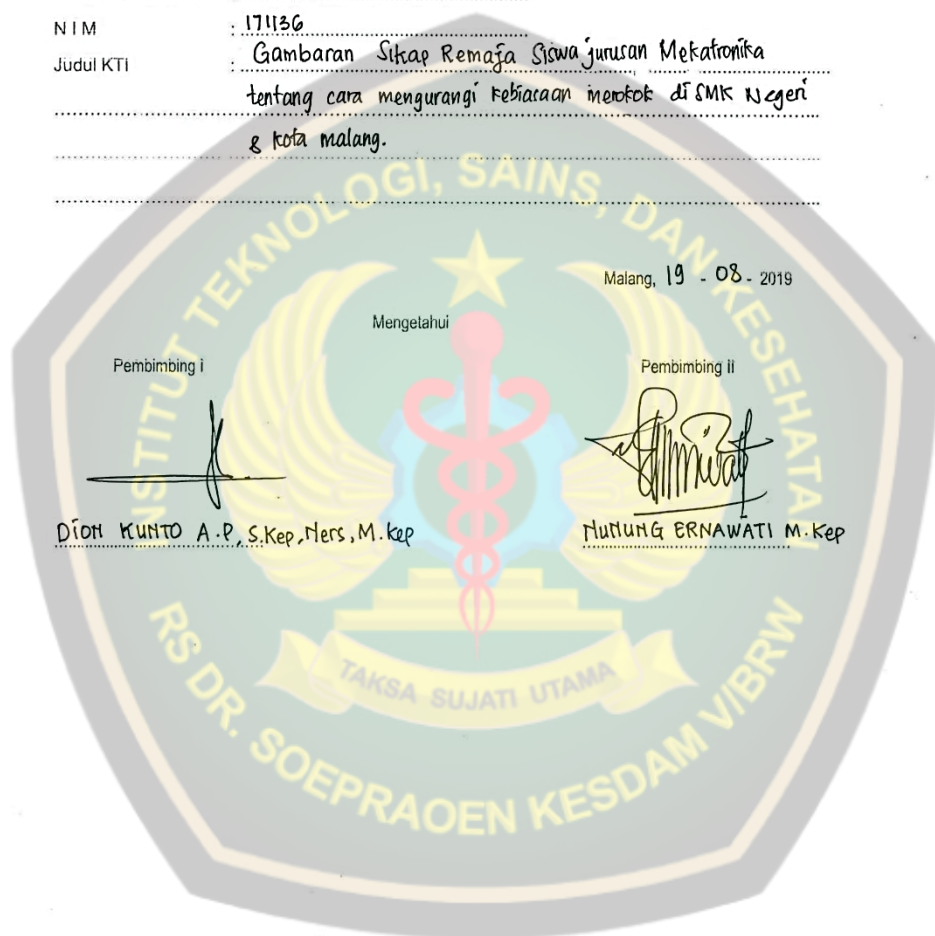 N I M : 171136
Judul KTI : Gambaran Sikap Remaja Siswa jurusan Mekatronika
tentang cara mengurangi kebiasaan merokok di SMK Negeri
8 kota malang.
INSTITUT TEKNOLOGI, SAINS, DAN KESEHATAN
Malang, 19 - 08 - 2019
Mengetahui
Pembimbing I
Pembimbing II
DION KUNTO A.P, S.Kep, Ners, M.kep
NUNUNG ERNAWATI M.Kep
TAKSA SUJATI UTAMA
RS DR. SOEPRAOEN KESDAM V/BRW